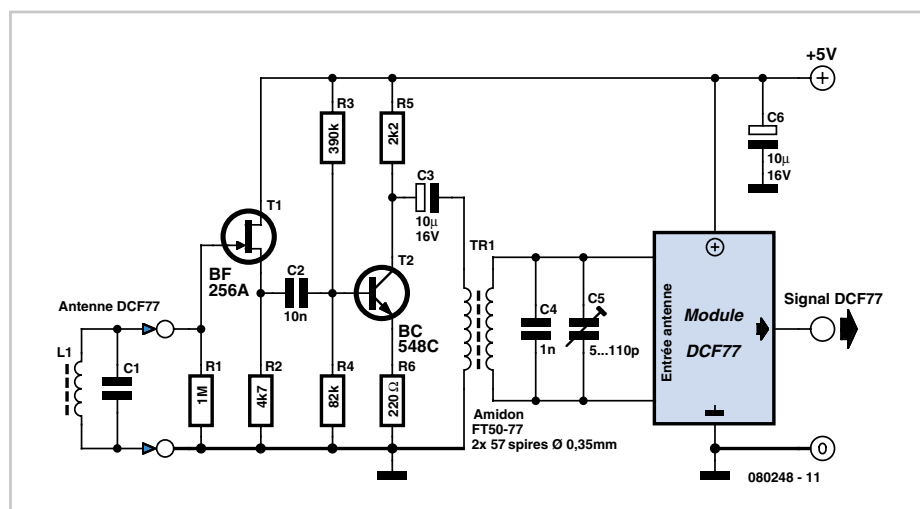 +5V
R3
390k
R5
2k2
C6
10µ
16V
C3
10µ
16V
T1
BF
256A
C2
10n
T2
BC
548C
TR1
C4
1n
C5
5...110p
Entrée antenne
Module
DCF77
Signal DCF77
Antenne DCF77
L1
C1
R1
1M
R2
4k7
R4
82k
R6
220Ω
Amidon
FT50-77
2x 57 spires Ø 0,35mm
0
080248 - 11